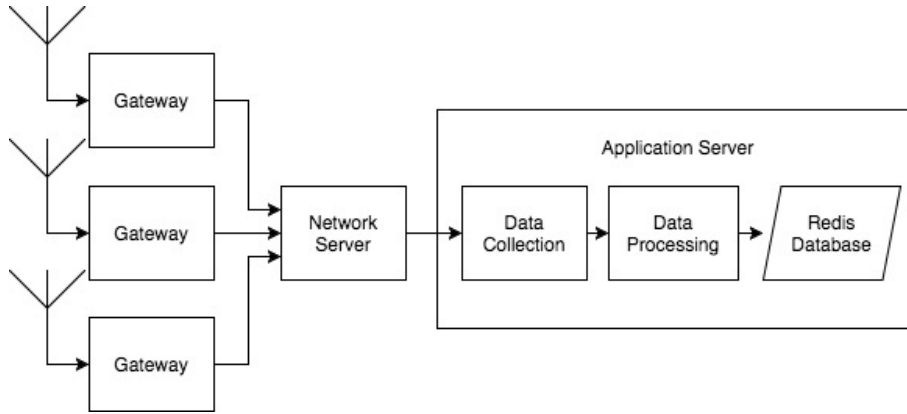 Gateway
Gateway
Gateway
Network
Server
Application Server
Data
Collection
Data
Processing
Redis
Database